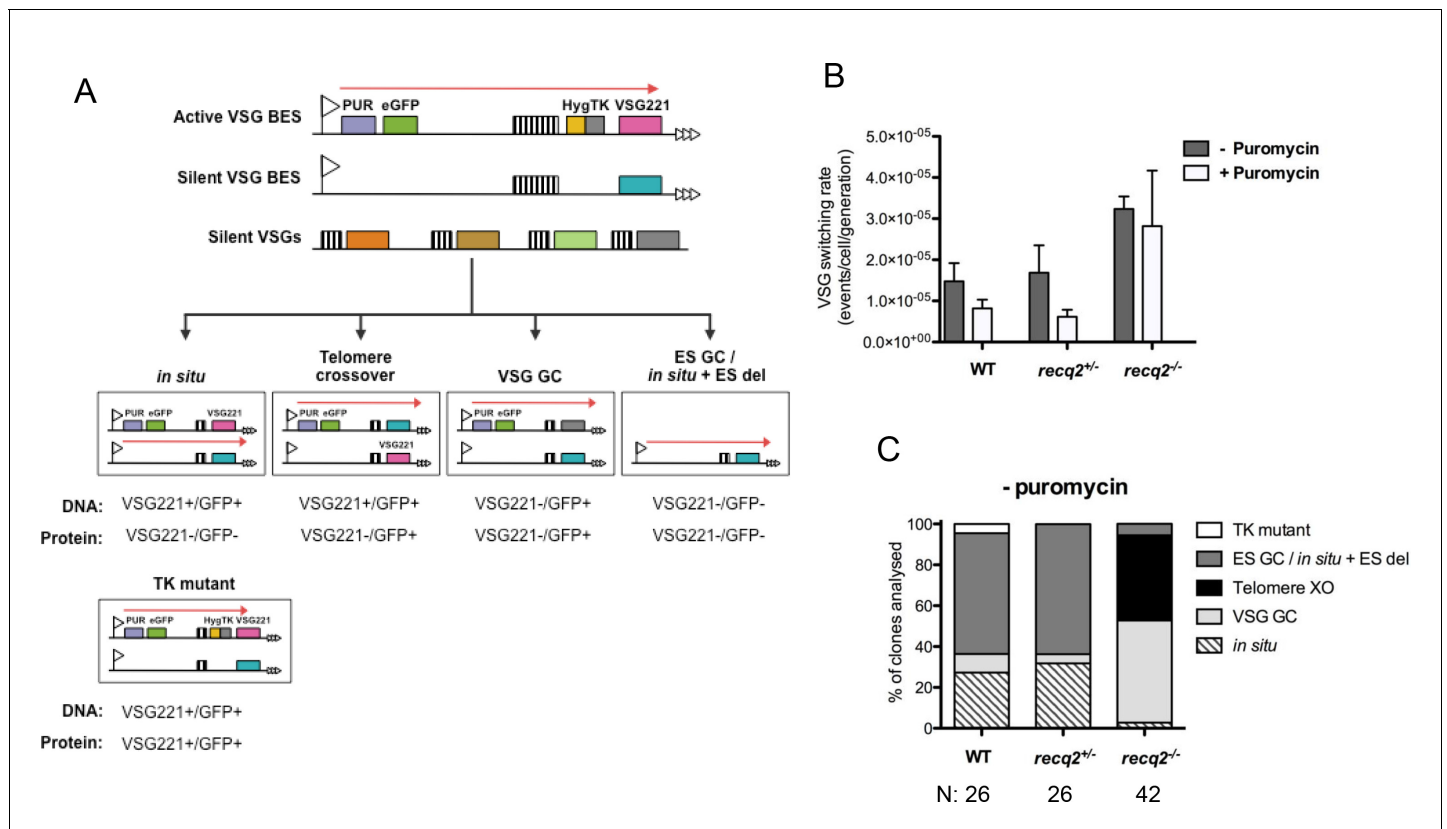 A
PUR eGFP HygTK VSG221
Active VSG BES
Silent VSG BES
Silent VSGs
in situ
Telomere
crossover
VSG GC
ES GC /
in situ + ES del
PUR eGFP VSG221
PUR eGFP
VSG221
PUR eGFP
DNA: VSG221+/GFP+ VSG221+/GFP+ VSG221-/GFP+ VSG221-/GFP-
Protein: VSG221-/GFP- VSG221-/GFP+ VSG221-/GFP+ VSG221-/GFP-
TK mutant
PUR eGFP HygTK VSG221
DNA: VSG221+/GFP+
Protein: VSG221+/GFP+
B
VSG switching rate
(events/cell/generation)
5.0×10⁻⁰⁵
4.0×10⁻⁰⁵
3.0×10⁻⁰⁵
2.0×10⁻⁰⁵
1.0×10⁻⁰⁵
0.0×10⁺⁰⁰
WT recq2+/- recq2-/-
- Puromycin
+ Puromycin
C
- puromycin
% of clones analysed
100
80
60
40
20
0
WT recq2+/- recq2-/-
N: 26 26 42
TK mutant
ES GC / in situ + ES del
Telomere XO
VSG GC
in situ